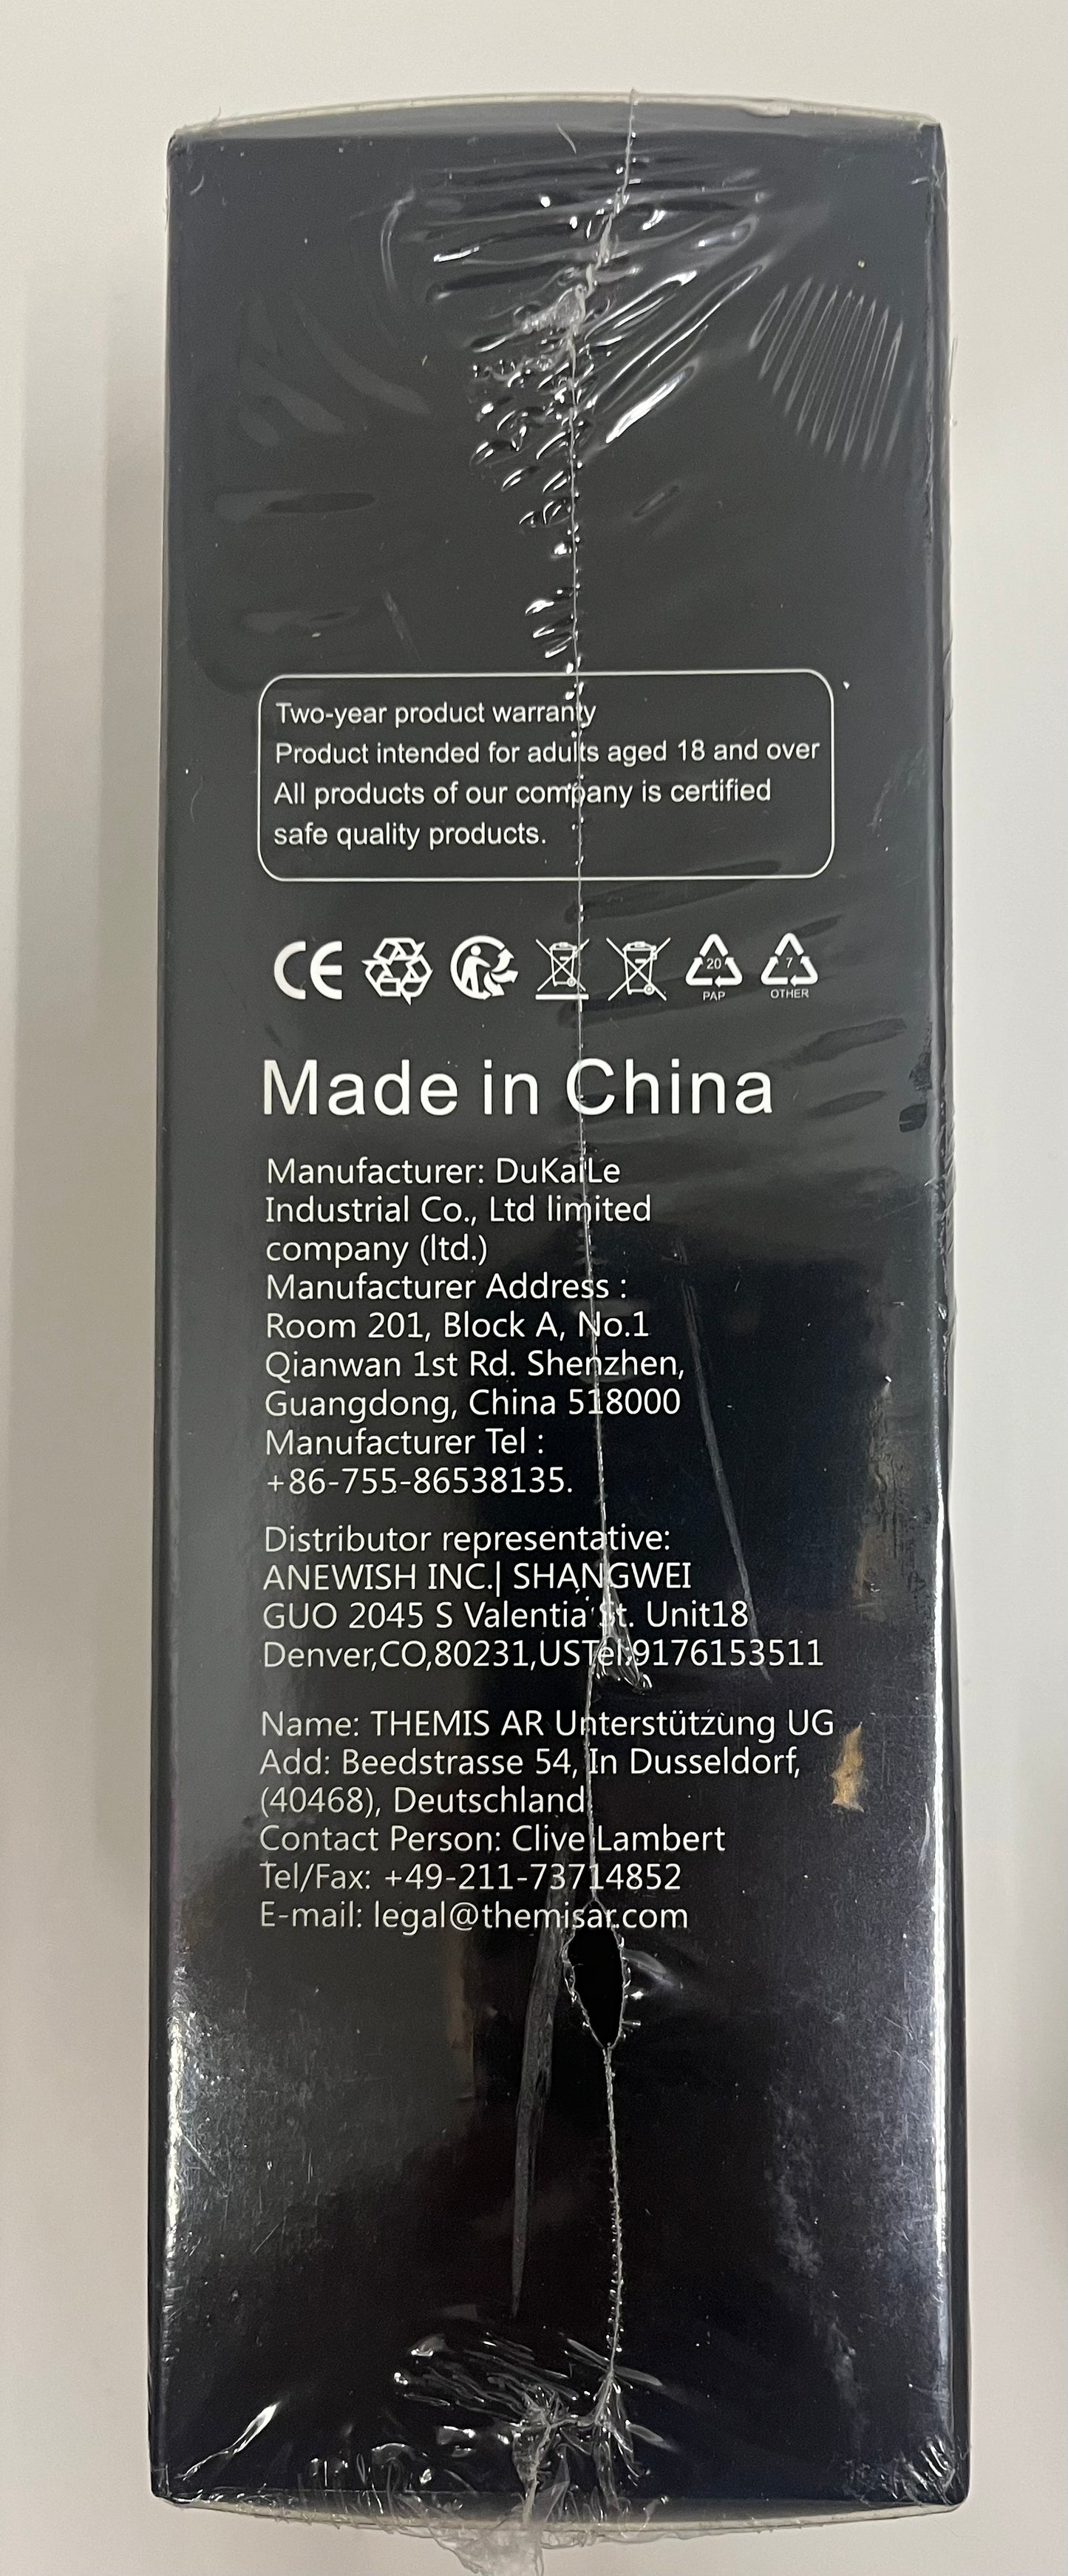 Two-year product warranty
Product intended for adults aged 18 and over
All products of our company is certified
safe quality products.
CE
20
PAP
7
OTHER
Made in China
Manufacturer: DuKaiLe
Industrial Co., Ltd limited
company (ltd.)
Manufacturer Address :
Room 201, Block A, No.1
Qianwan 1st Rd. Shenzhen,
Guangdong, China 518000
Manufacturer Tel :
+86-755-86538135.
Distributor representative:
ANEWISH INC.| SHANGWEI
GUO 2045 S Valentia St. Unit18
Denver,CO,80231,USTel:9176153511
Name: THEMIS AR Unterstützung UG
Add: Beedstrasse 54, In Dusseldorf,
(40468), Deutschland
Contact Person: Clive Lambert
Tel/Fax: +49-211-73714852
E-mail: legal@themisar.com